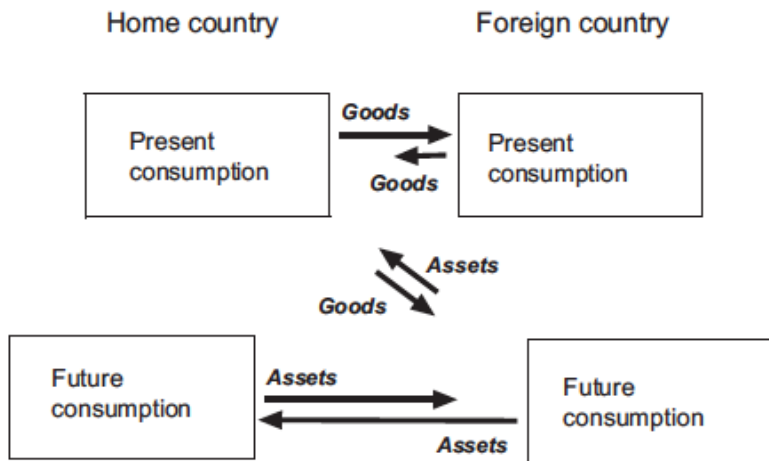 Home country
Foreign country
Goods
Present
consumption
Present
consumption
Goods
Assets
Goods
Future
consumption
Assets
Future
consumption
Assets